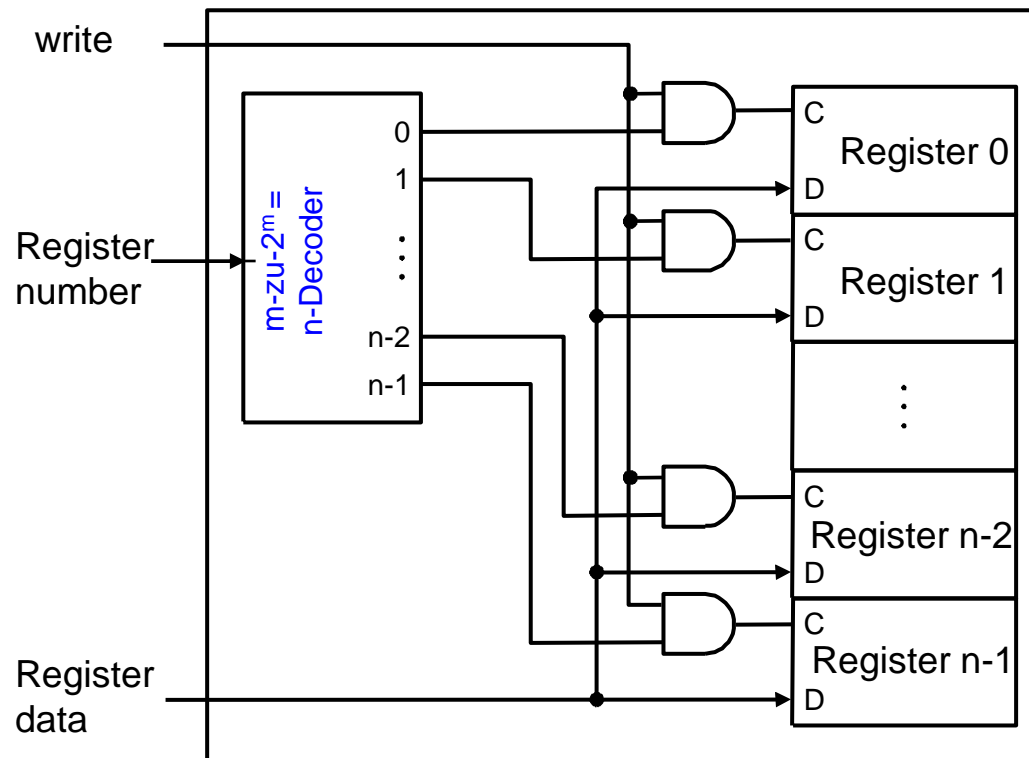 write
0
1
⋮
n-2
n-1
m-zu-2ᵐ=
n-Decoder
Register
number
Register
data
C
Register 0
D
C
Register 1
D
⋮
C
Register n-2
D
C
Register n-1
D